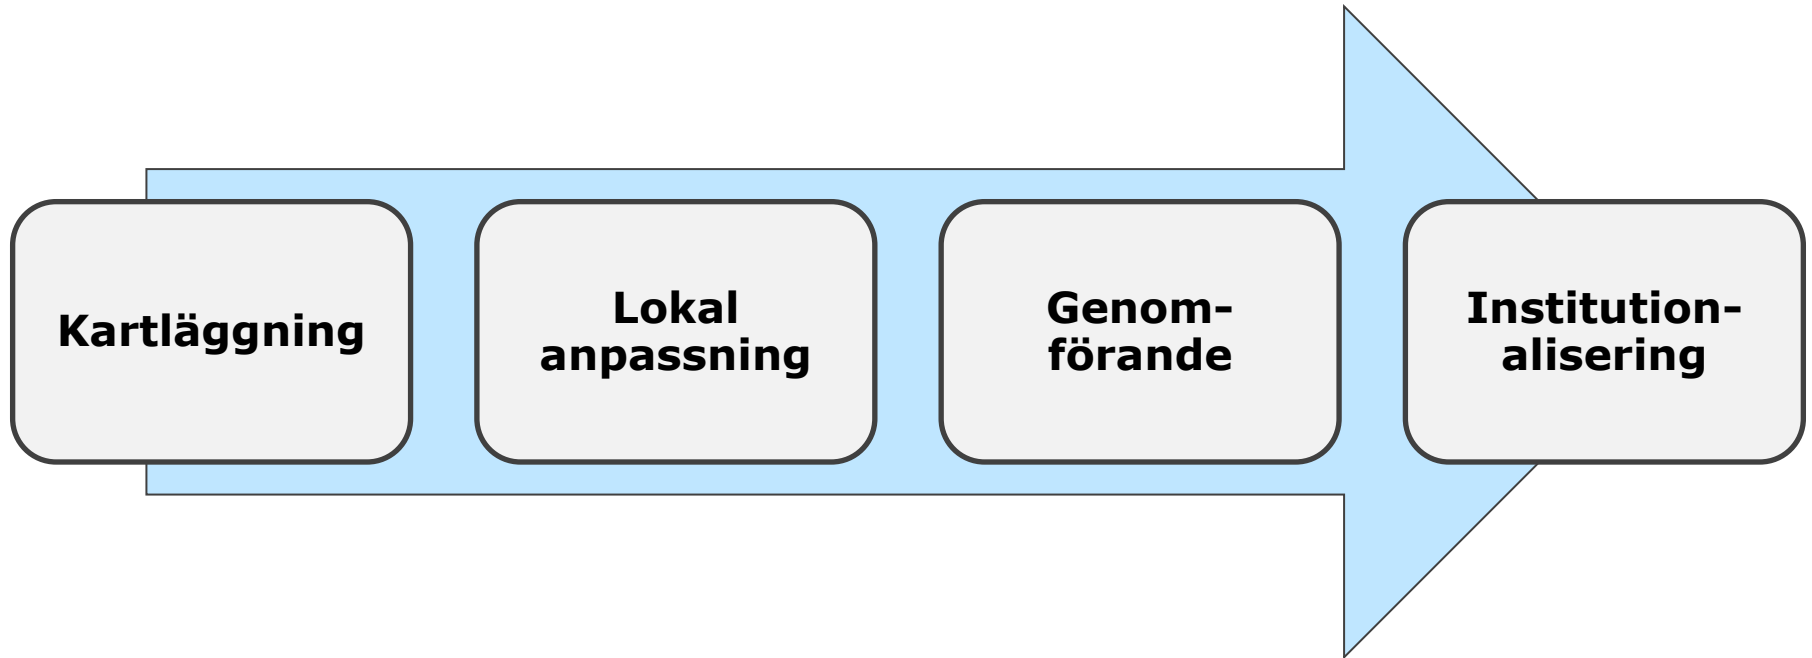 Kartläggning
Lokal
anpassning
Genom-
förande
Institution-
alisering